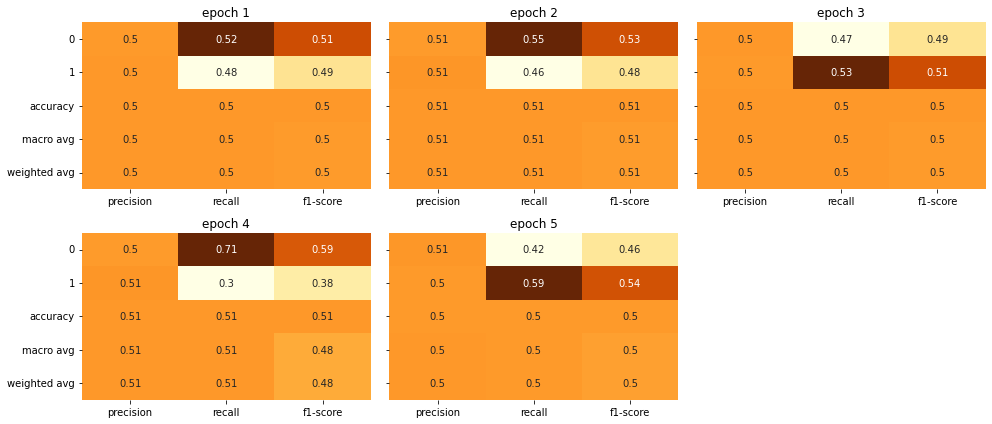 epoch 1 epoch 2 epoch 3
0 0.5 0.52 0.51 0.51 0.55 0.53 0.5 0.47 0.49
1 0.5 0.48 0.49 0.51 0.46 0.48 0.5 0.53 0.51
accuracy 0.5 0.5 0.5 0.51 0.51 0.51 0.5 0.5 0.5
macro avg 0.5 0.5 0.5 0.51 0.51 0.51 0.5 0.5 0.5
weighted avg 0.5 0.5 0.5 0.51 0.51 0.51 0.5 0.5 0.5
precision recall f1-score precision recall f1-score precision recall f1-score
epoch 4 epoch 5
0 0.5 0.71 0.59 0.51 0.42 0.46
1 0.51 0.3 0.38 0.5 0.59 0.54
accuracy 0.51 0.51 0.51 0.5 0.5 0.5
macro avg 0.51 0.51 0.48 0.5 0.5 0.5
weighted avg 0.51 0.51 0.48 0.5 0.5 0.5
precision recall f1-score precision recall f1-score